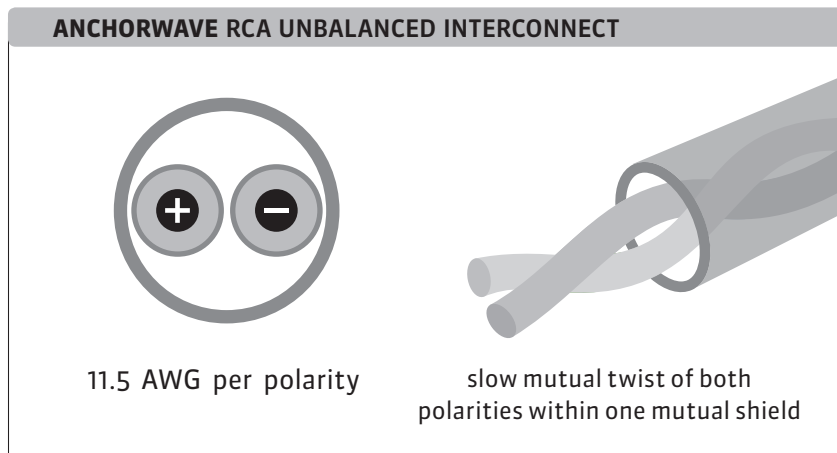 ANCHORWAVE RCA UNBALANCED INTERCONNECT
+ −
11.5 AWG per polarity
slow mutual twist of both
polarities within one mutual shield